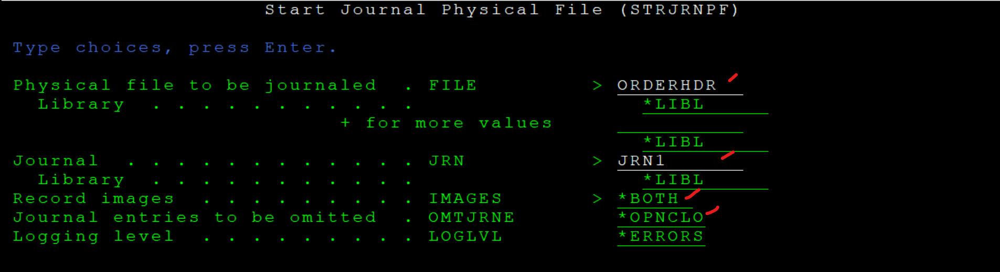 Start Journal Physical File (STRJRNPF)
Type choices, press Enter.
Physical file to be journaled . FILE > ORDERHDR
Library . . . . . . . . . . . *LIBL
+ for more values
*LIBL
Journal . . . . . . . . . . . . JRN > JRN1
Library . . . . . . . . . . . *LIBL
Record images . . . . . . . . . IMAGES > *BOTH
Journal entries to be omitted . OMTJRNE *OPNCLO
Logging level . . . . . . . . . LOGLVL *ERRORS